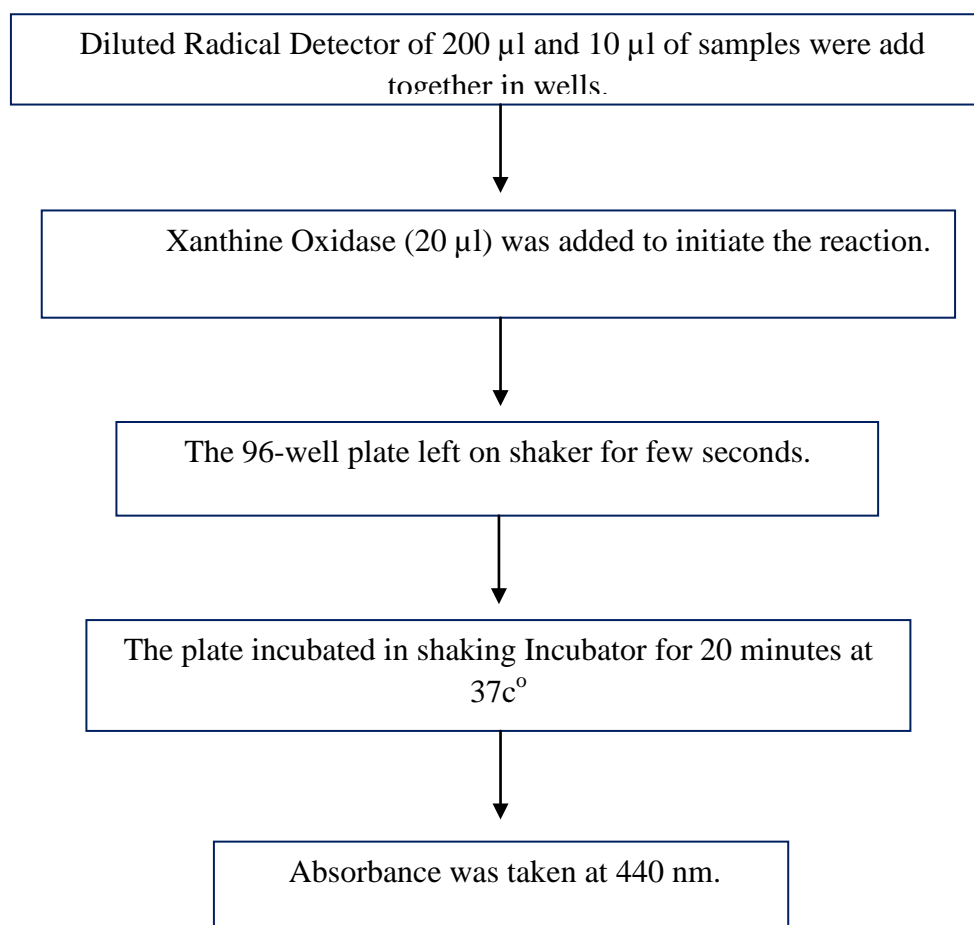 Diluted Radical Detector of 200 µl and 10 µl of samples were add
together in wells.
Xanthine Oxidase (20 µl) was added to initiate the reaction.
The 96-well plate left on shaker for few seconds.
The plate incubated in shaking Incubator for 20 minutes at
37c°
Absorbance was taken at 440 nm.